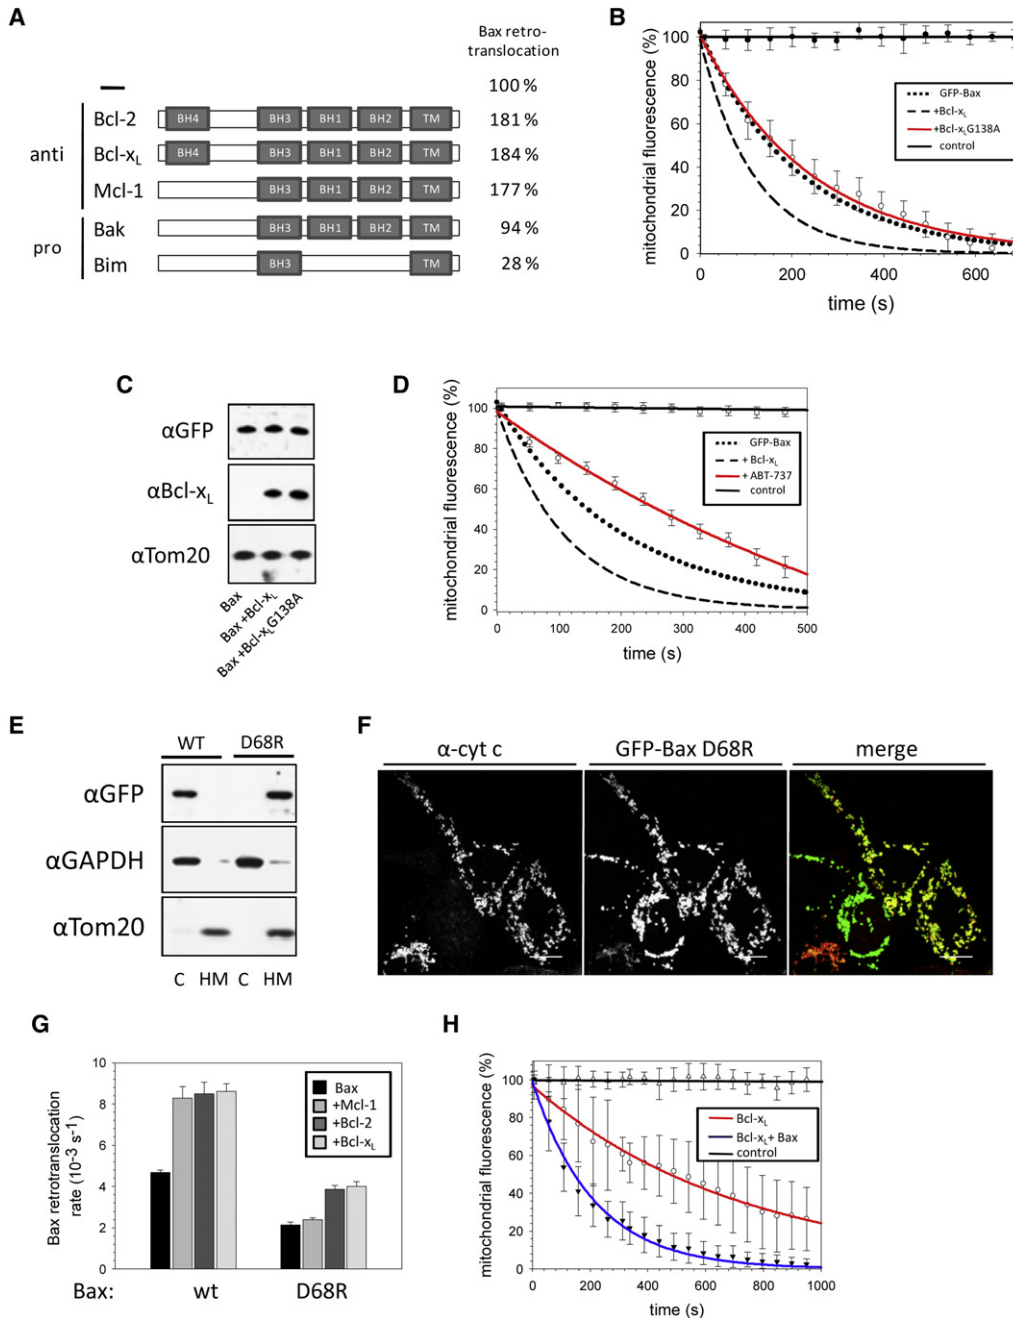 A
Bax retro-
translocation
100 %
anti
Bcl-2 BH4 BH3 BH1 BH2 TM 181 %
Bcl-xL BH4 BH3 BH1 BH2 TM 184 %
Mcl-1 BH3 BH1 BH2 TM 177 %
pro
Bak BH3 BH1 BH2 TM 94 %
Bim BH3 TM 28 %
B
mitochondrial fluorescence (%)
100
80
60
40
20
0
0 200 400 600
time (s)
GFP-Bax
+Bcl-xL
+Bcl-xLG138A
control
C
αGFP
αBcl-xL
αTom20
Bax
Bax +Bcl-xL
Bax +Bcl-xLG138A
D
mitochondrial fluorescence (%)
100
80
60
40
20
0
0 100 200 300 400 500
time (s)
GFP-Bax
+ Bcl-xL
+ ABT-737
control
E
WT D68R
αGFP
αGAPDH
αTom20
C HM C HM
F
α-cyt c GFP-Bax D68R merge
G
Bax retrotranslocation
rate (10⁻³ s⁻¹)
10
8
6
4
2
0
Bax
+Mcl-1
+Bcl-2
+Bcl-xL
Bax: wt D68R
H
mitochondrial fluorescence (%)
100
80
60
40
20
0
0 200 400 600 800 1000
time (s)
Bcl-xL
Bcl-xL+ Bax
control